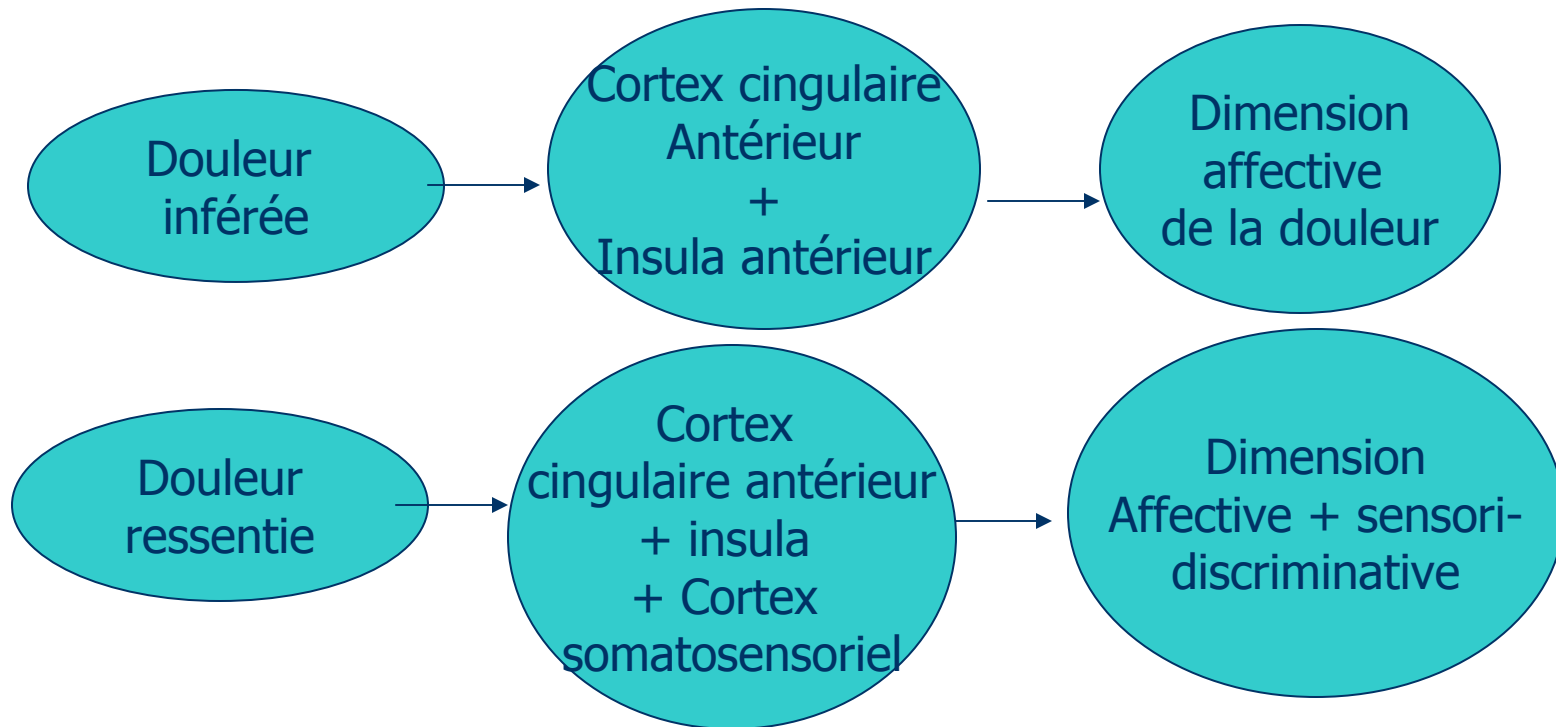 Douleur
inférée
Cortex cingulaire
Antérieur
+
Insula antérieur
Dimension
affective
de la douleur
Douleur
ressentie
Cortex
cingulaire antérieur
+ insula
+ Cortex
somatosensoriel
Dimension
Affective + sensori-
discriminative